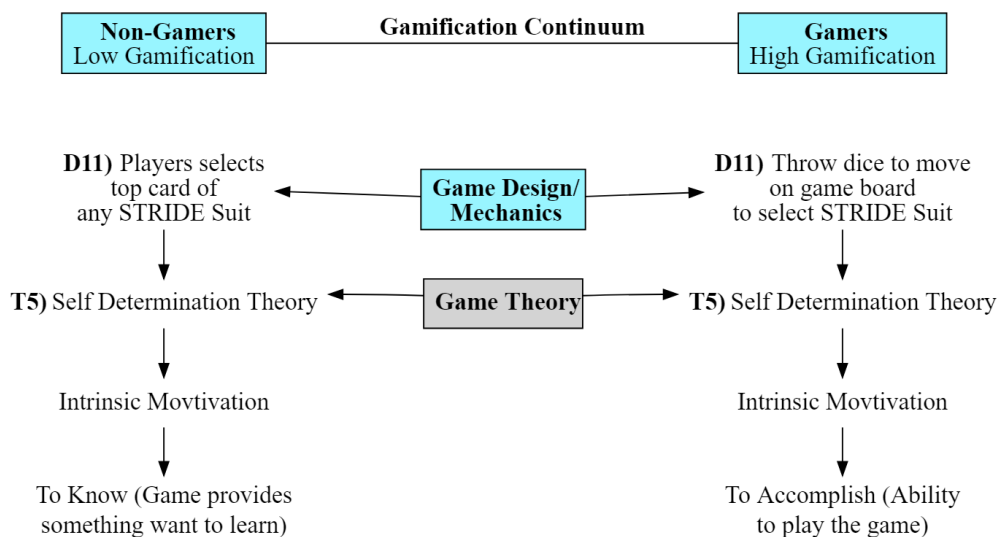 Non-Gamers
Low Gamification
Gamification Continuum
Gamers
High Gamification
D11) Players selects
top card of
any STRIDE Suit
Game Design/
Mechanics
D11) Throw dice to move
on game board
to select STRIDE Suit
T5) Self Determination Theory
Game Theory
T5) Self Determination Theory
Intrinsic Movtivation
Intrinsic Movtivation
To Know (Game provides
something want to learn)
To Accomplish (Ability
to play the game)